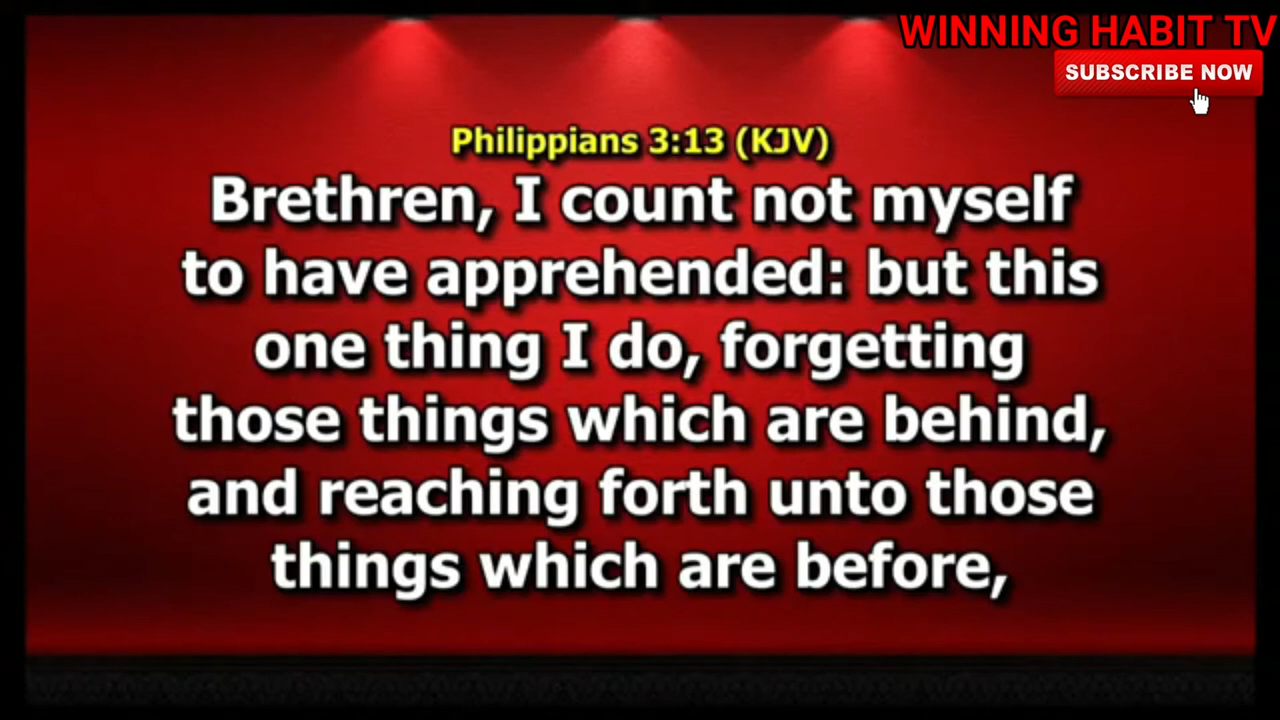 WINNING HABIT TV
SUBSCRIBE NOW
Philippians 3:13 (KJV)
Brethren, I count not myself
to have apprehended: but this
one thing I do, forgetting
those things which are behind,
and reaching forth unto those
things which are before,